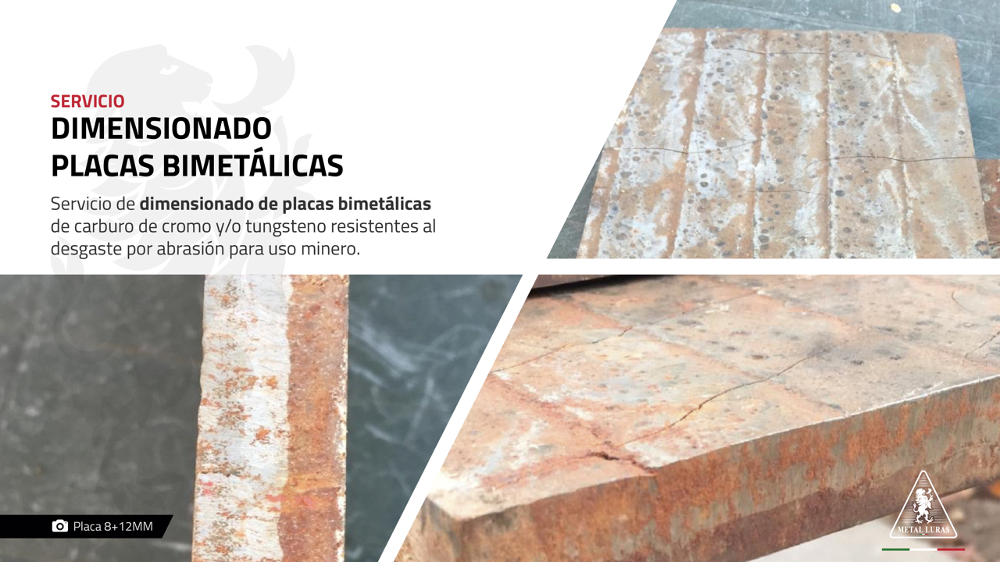 SERVICIO
DIMENSIONADO
PLACAS BIMETÁLICAS
Servicio de dimensionado de placas bimetálicas
de carburo de cromo y/o tungsteno resistentes al
desgaste por abrasión para uso minero.
Placa 8+12MM
METAL LURAS